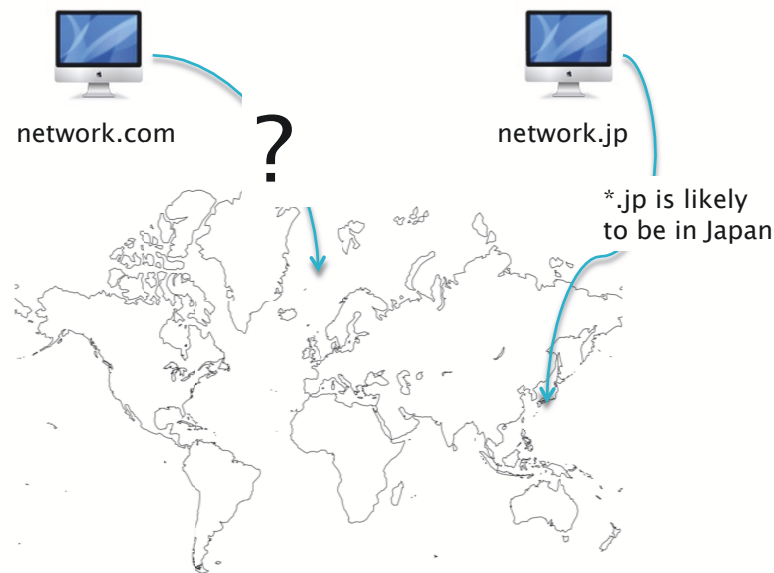 network.com
?
network.jp
*.jp is likely
to be in Japan